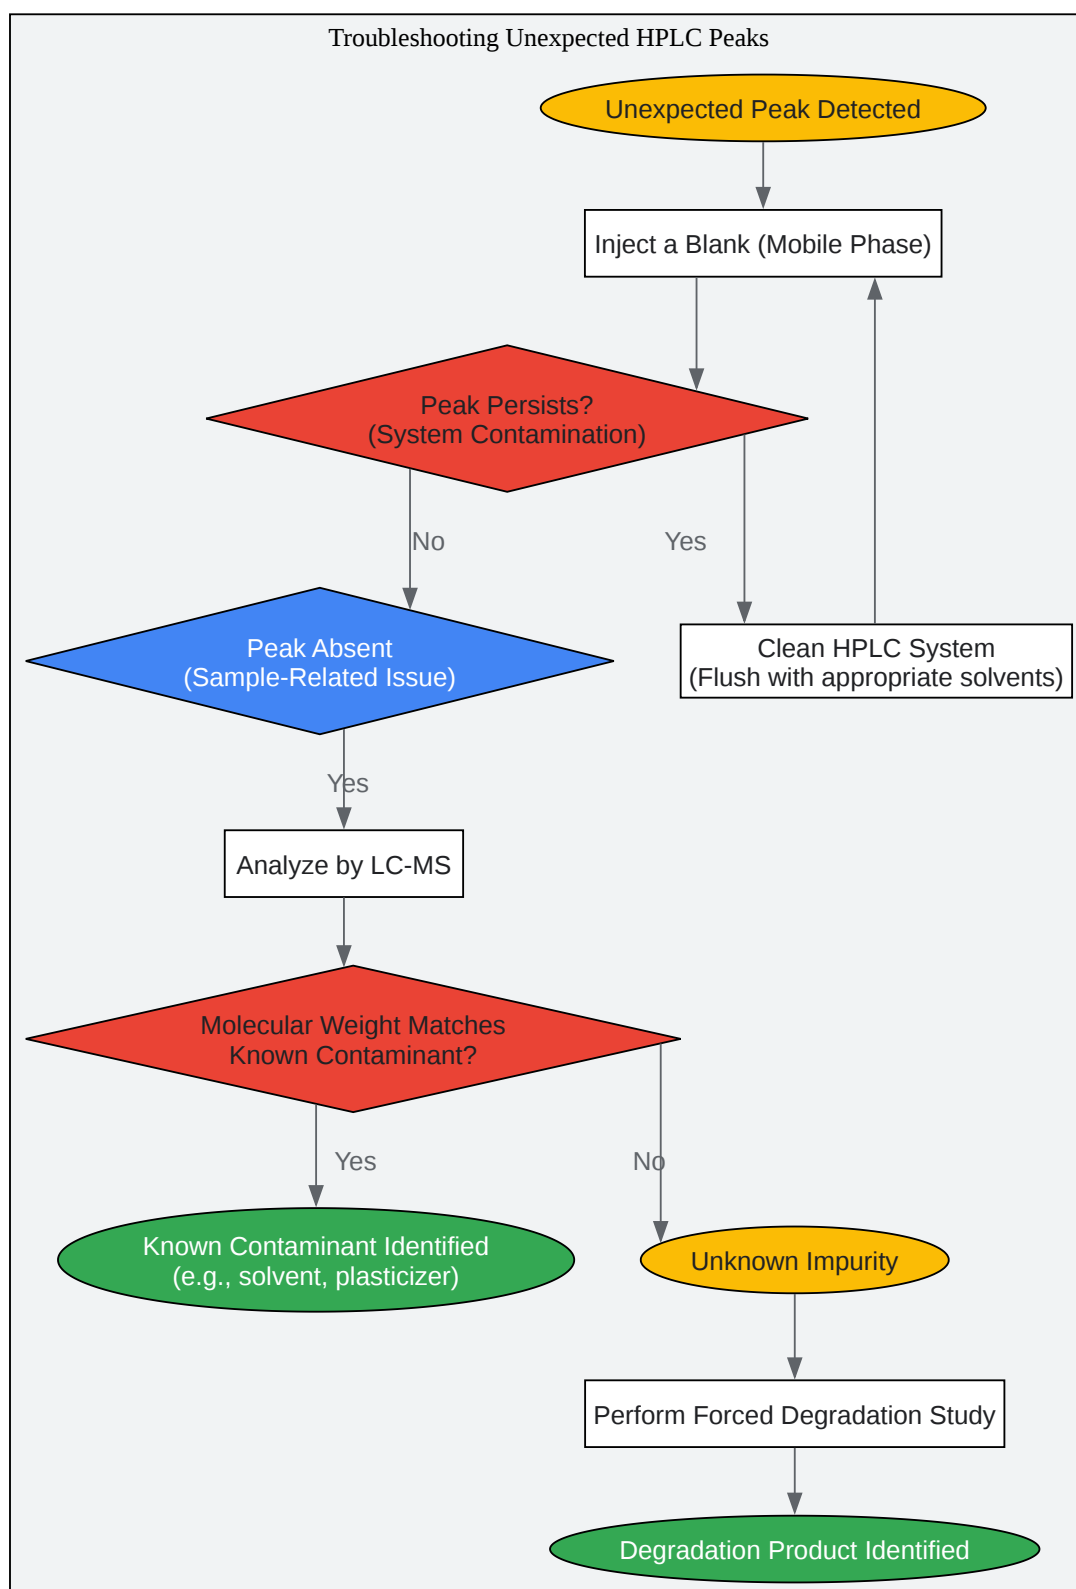 Troubleshooting Unexpected HPLC Peaks
Unexpected Peak Detected
Inject a Blank (Mobile Phase)
Peak Persists?
(System Contamination)
No
Yes
Peak Absent
(Sample-Related Issue)
Clean HPLC System
(Flush with appropriate solvents)
Yes
Analyze by LC-MS
Molecular Weight Matches
Known Contaminant?
Yes
No
Known Contaminant Identified
(e.g., solvent, plasticizer)
Unknown Impurity
Perform Forced Degradation Study
Degradation Product Identified